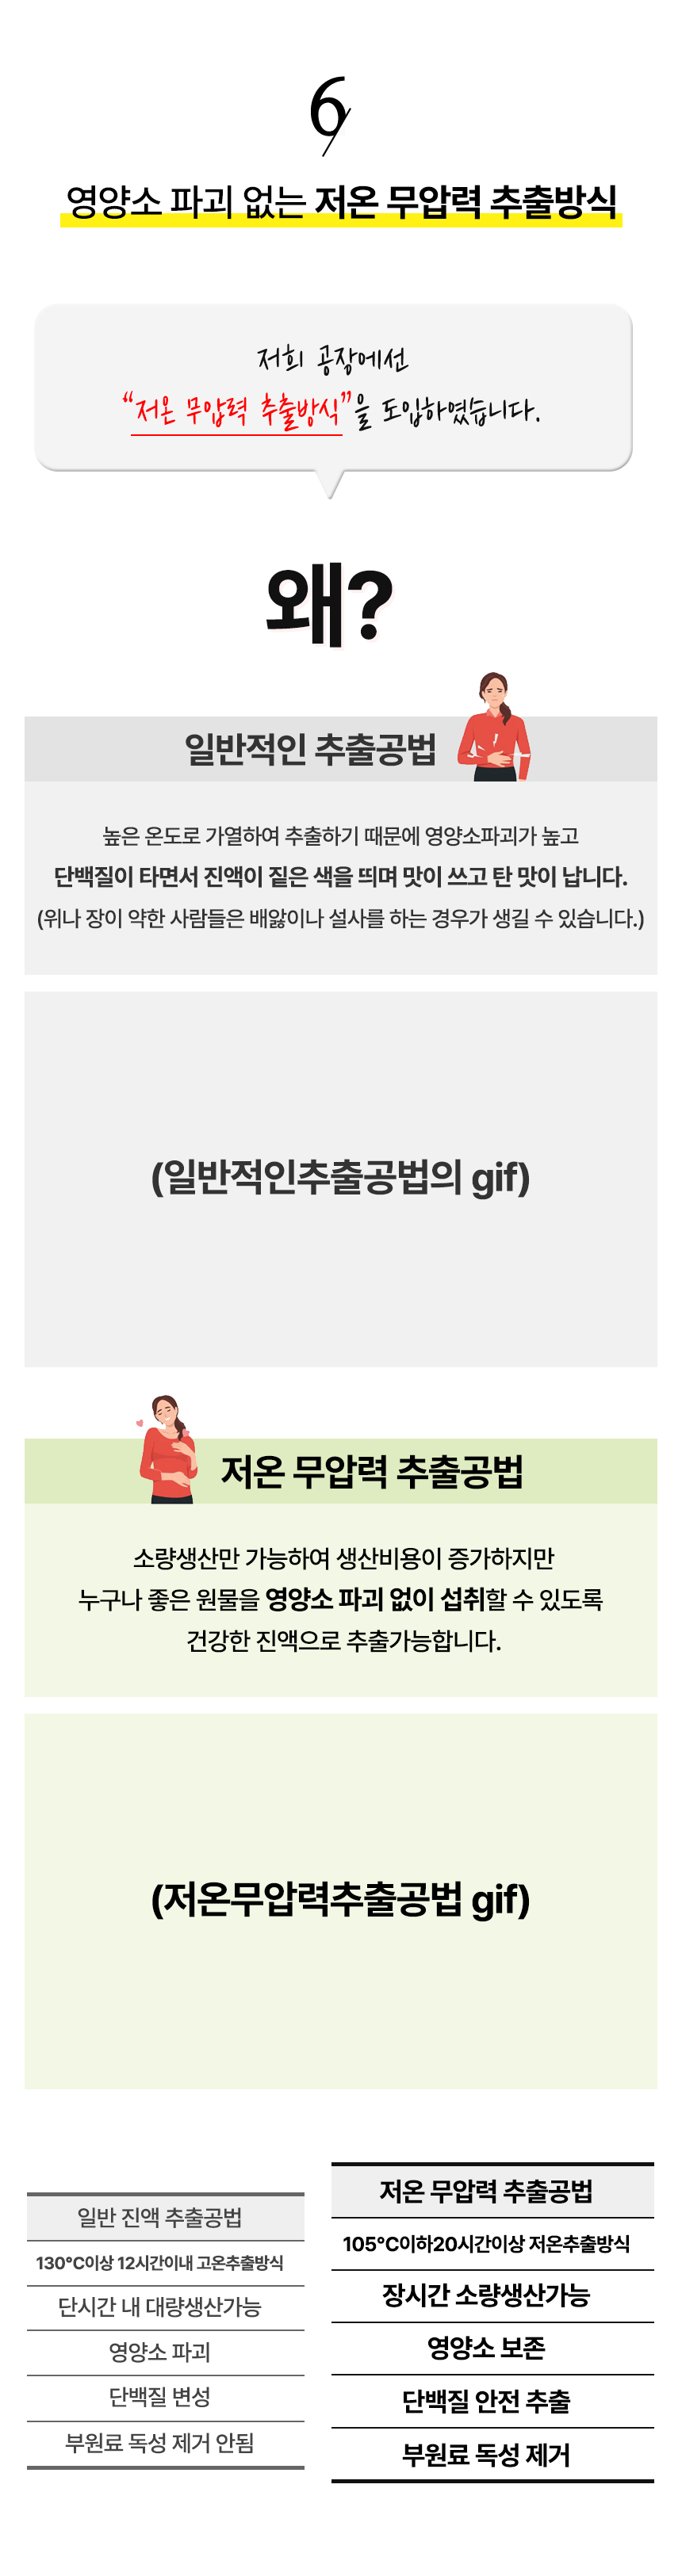 6
영양소 파괴 없는 저온 무압력 추출방식
저희 공장에선
“저온 무압력 추출방식”을 도입하였습니다.
왜?
일반적인 추출공법
높은 온도로 가열하여 추출하기 때문에 영양소파괴가 높고
단백질이 타면서 진액이 짙은 색을 띄며 맛이 쓰고 탄 맛이 납니다.
(위나 장이 약한 사람들은 배앓이나 설사를 하는 경우가 생길 수 있습니다.)
(일반적인추출공법의 gif)
저온 무압력 추출공법
소량생산만 가능하여 생산비용이 증가하지만
누구나 좋은 원물을 영양소 파괴 없이 섭취할 수 있도록
건강한 진액으로 추출가능합니다.
(저온무압력추출공법 gif)
일반 진액 추출공법
130°C이상 12시간이내 고온추출방식
단시간 내 대량생산가능
영양소 파괴
단백질 변성
부원료 독성 제거 안됨
저온 무압력 추출공법
105°C이하20시간이상 저온추출방식
장시간 소량생산가능
영양소 보존
단백질 안전 추출
부원료 독성 제거